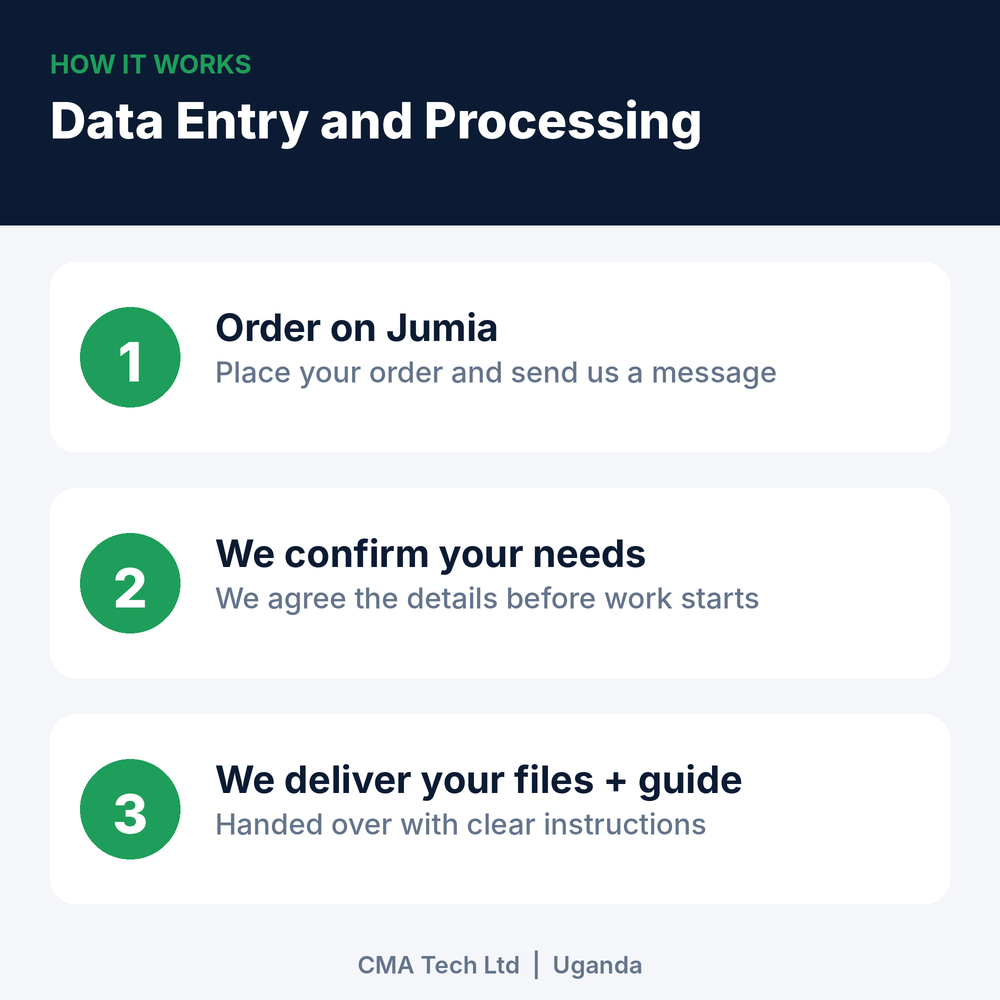 HOW IT WORKS
Data Entry and Processing
1
Order on Jumia
Place your order and send us a message
2
We confirm your needs
We agree the details before work starts
3
We deliver your files + guide
Handed over with clear instructions
CMA Tech Ltd | Uganda